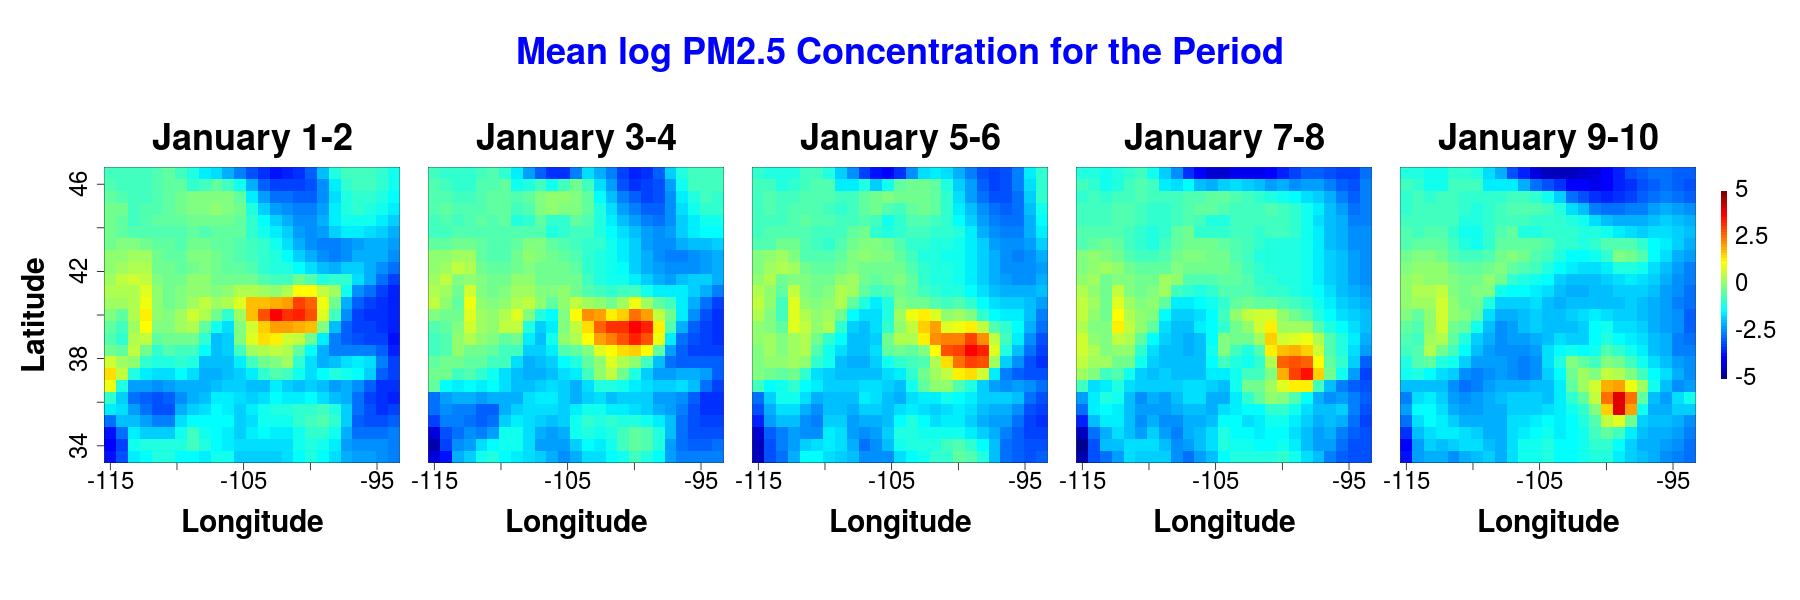 Mean log PM2.5 Concentration for the Period
January 1-2
January 3-4
January 5-6
January 7-8
January 9-10
Latitude
46
42
38
34
-115 -105 -95
-115 -105 -95
-115 -105 -95
-115 -105 -95
-115 -105 -95
Longitude
Longitude
Longitude
Longitude
Longitude
5
2.5
0
-2.5
-5